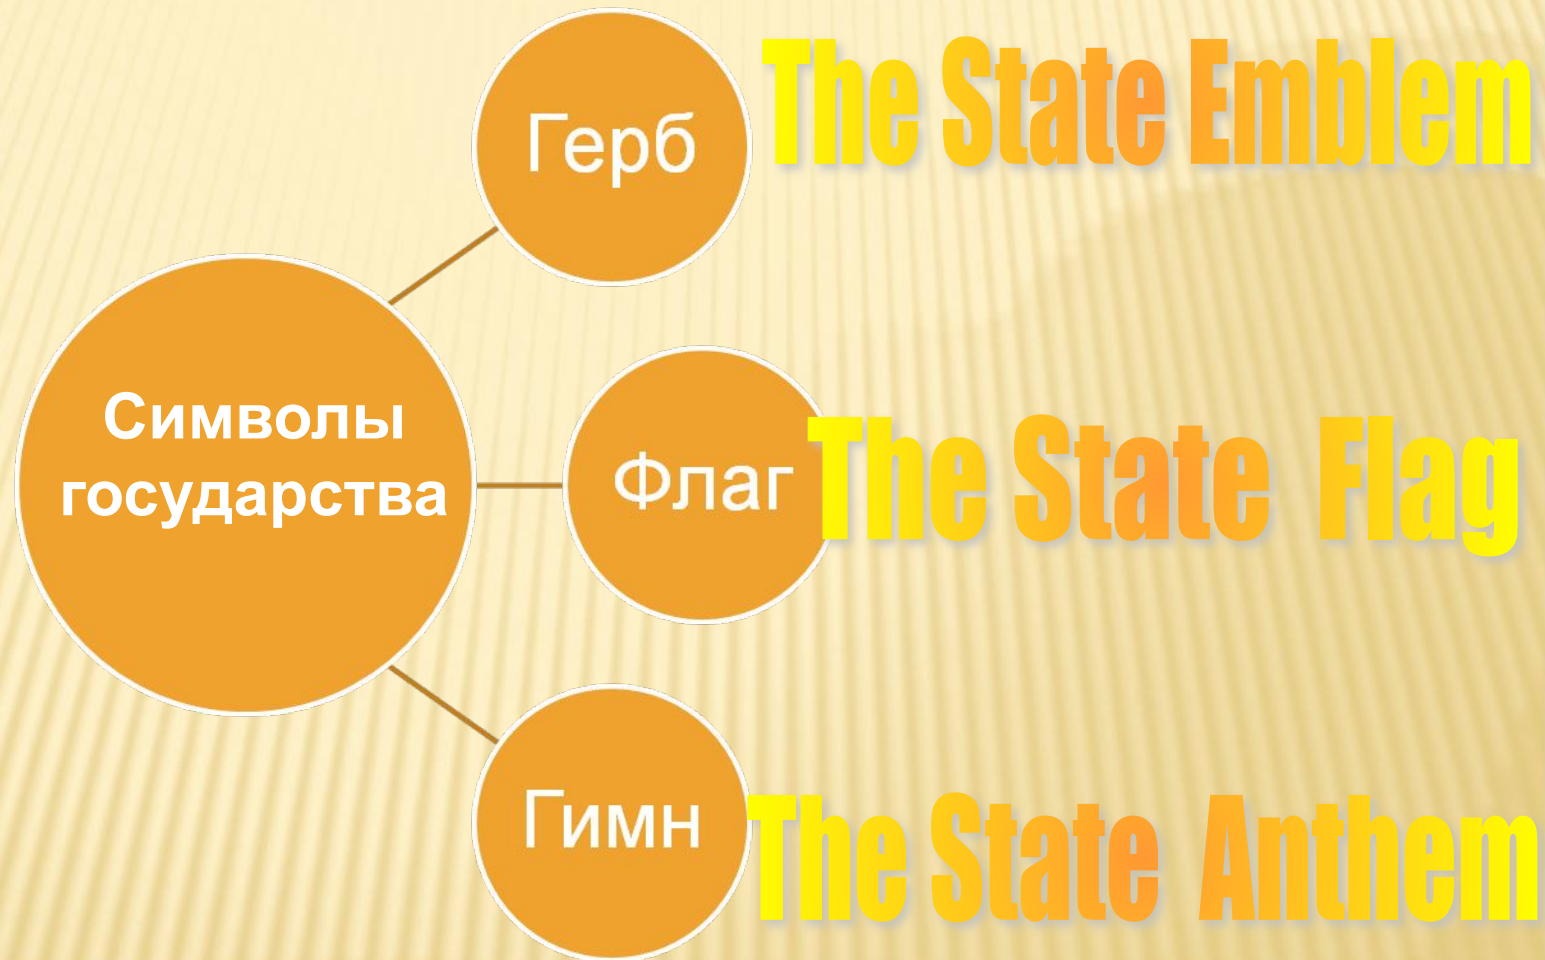 Герб
The State Emblem
Символы
государства
Флаг
The State Flag
Гимн
The State Anthem